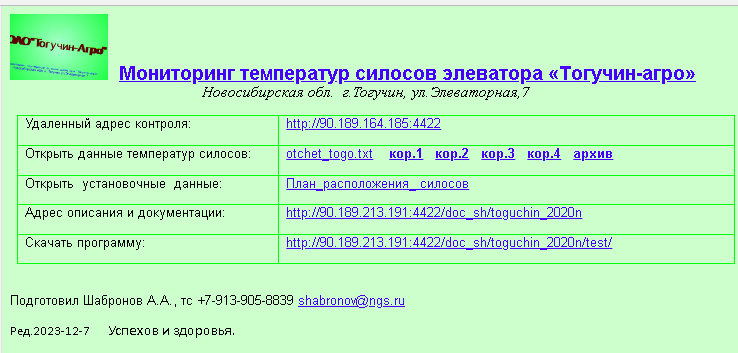 ОАО"Тогучин-Агро"
Мониторинг температур силосов элеватора «Тогучин-агро»
Новосибирская обл. г.Тогучин, ул.Элеваторная,7
Удаленный адрес контроля: http://90.189.164.185:4422
Открыть данные температур силосов: otchet_togo.txt кор.1 кор.2 кор.3 кор.4 архив
Открыть установочные данные: План_расположения_ силосов
Адрес описания и документации: http://90.189.213.191:4422/doc_sh/toguchin_2020n
Скачать программу: http://90.189.213.191:4422/doc_sh/toguchin_2020n/test/
Подготовил Шабронов А.А., тс +7-913-905-8839 shabronov@ngs.ru
Ред.2023-12-7 Успехов и здоровья.